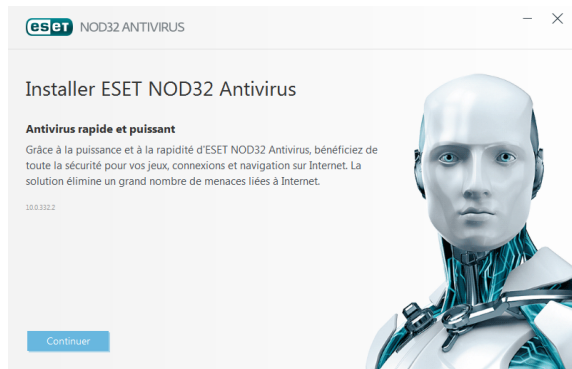 eseT NOD32 ANTIVIRUS
Installer ESET NOD32 Antivirus
Antivirus rapide et puissant
Grâce à la puissance et à la rapidité d'ESET NOD32 Antivirus, bénéficiez de
toute la sécurité pour vos jeux, connexions et navigation sur Internet. La
solution élimine un grand nombre de menaces liées à Internet.
10.0.332.2
Continuer